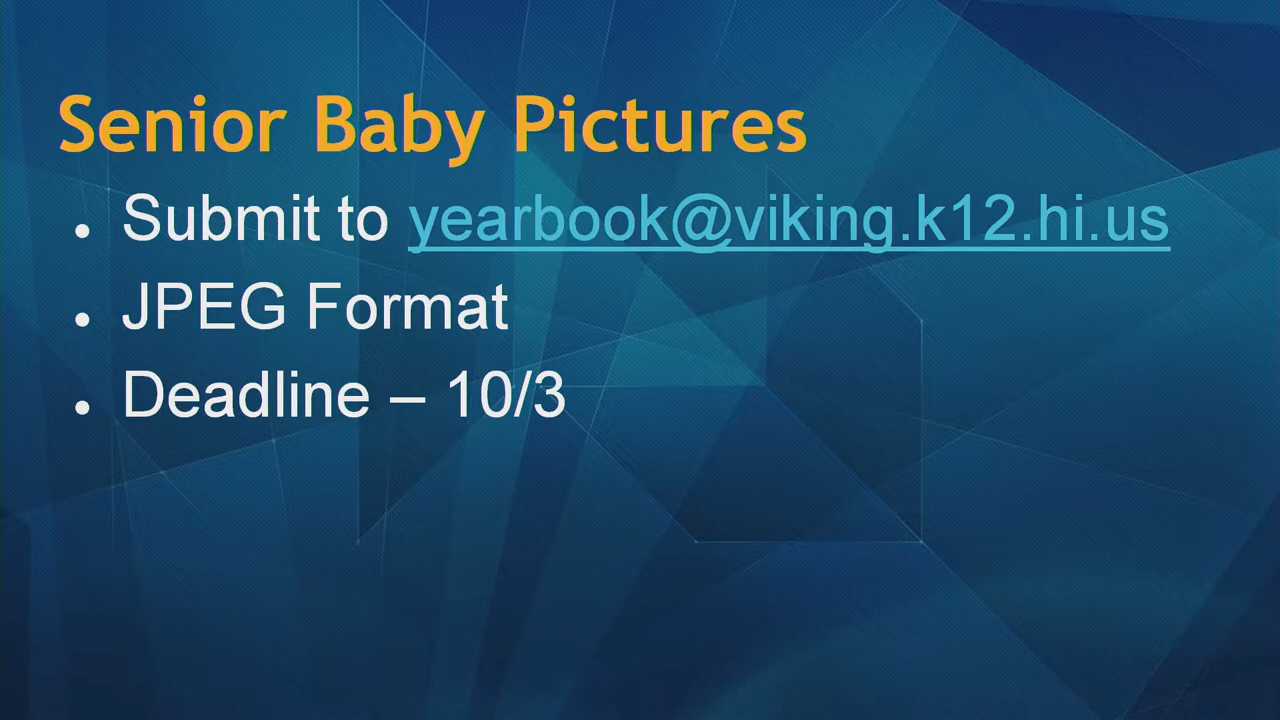 Senior Baby Pictures
• Submit to yearbook@viking.k12.hi.us
• JPEG Format
• Deadline – 10/3